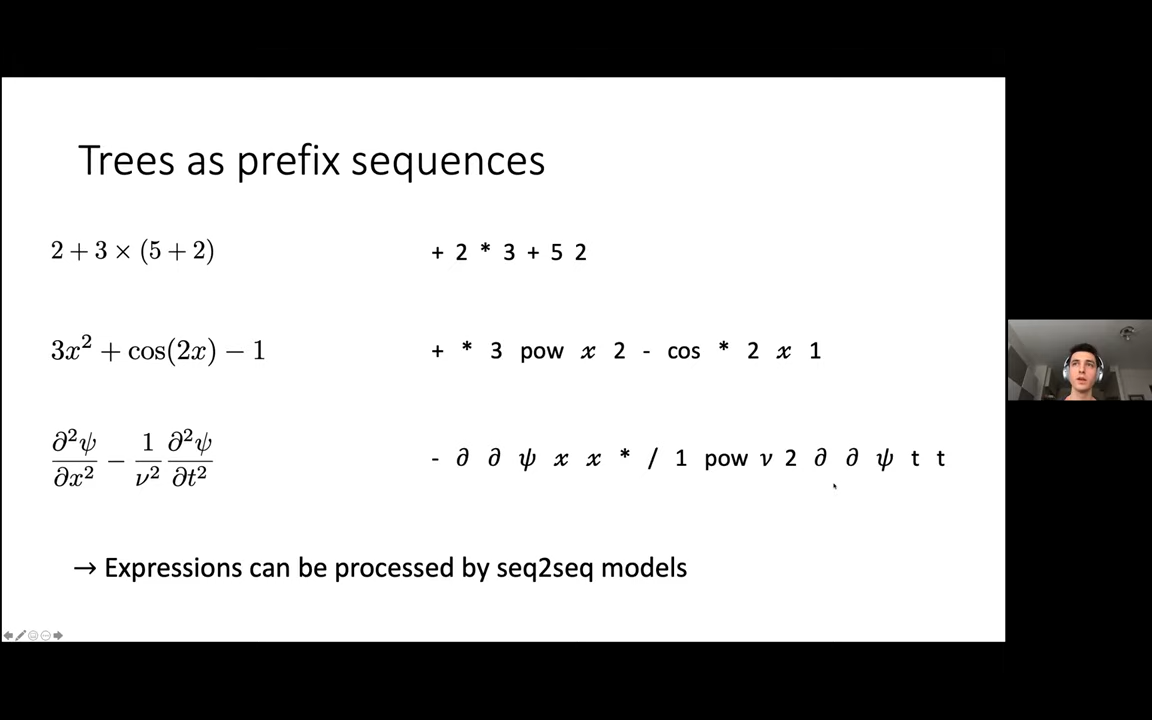 Trees as prefix sequences
2 + 3 × (5 + 2)    + 2 * 3 + 5 2
3x² + cos(2x) − 1    + * 3 pow x 2 - cos * 2 x 1
∂²ψ/∂x² − 1/ν² ∂²ψ/∂t²    - ∂ ∂ ψ x x * / 1 pow ν 2 ∂ ∂ ψ t t
→ Expressions can be processed by seq2seq models